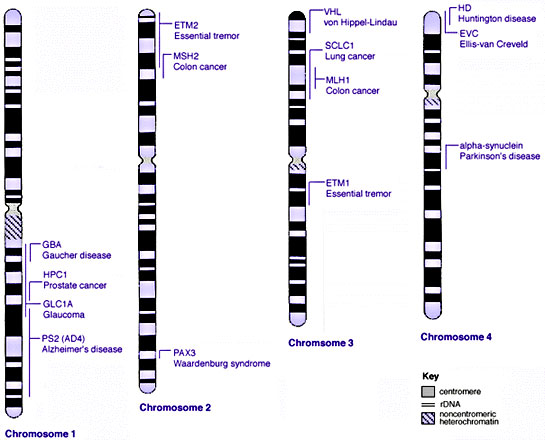 GBA
Gaucher disease
HPC1
Prostate cancer
GLC1A
Glaucoma
PS2 (AD4)
Alzheimer's disease
Chromosome 1
ETM2
Essential tremor
MSH2
Colon cancer
PAX3
Waardenburg syndrome
Chromosome 2
VHL
von Hippel-Lindau
SCLC1
Lung cancer
MLH1
Colon cancer
ETM1
Essential tremor
Chromsome 3
HD
Huntington disease
EVC
Ellis-van Creveld
alpha-synuclein
Parkinson's disease
Chromosome 4
Key
centromere
rDNA
noncentromeric
heterochromatin